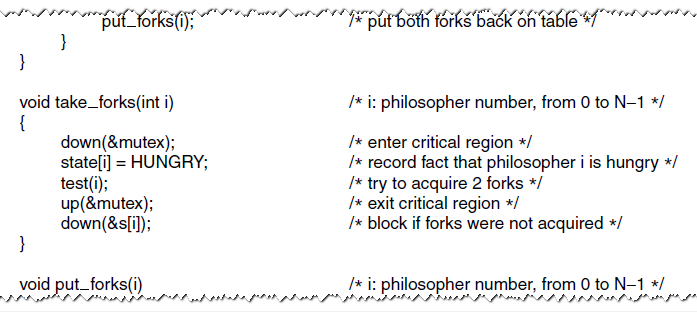 put_forks(i); /* put both forks back on table */
}
}
void take_forks(int i) /* i: philosopher number, from 0 to N–1 */
{
down(&mutex); /* enter critical region */
state[i] = HUNGRY; /* record fact that philosopher i is hungry */
test(i); /* try to acquire 2 forks */
up(&mutex); /* exit critical region */
down(&s[i]); /* block if forks were not acquired */
}
void put_forks(i) /* i: philosopher number, from 0 to N–1 */